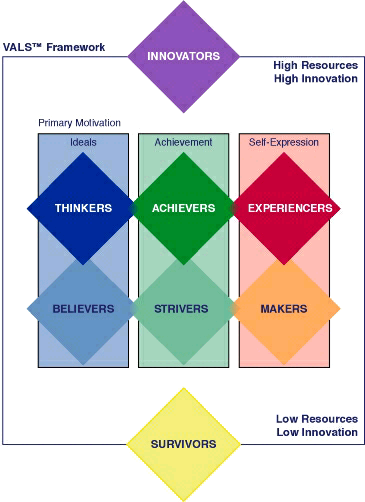 VALS™ Framework
INNOVATORS
High Resources
High Innovation
Primary Motivation
Ideals
Achievement
Self-Expression
THINKERS
ACHIEVERS
EXPERIENCERS
BELIEVERS
STRIVERS
MAKERS
Low Resources
Low Innovation
SURVIVORS